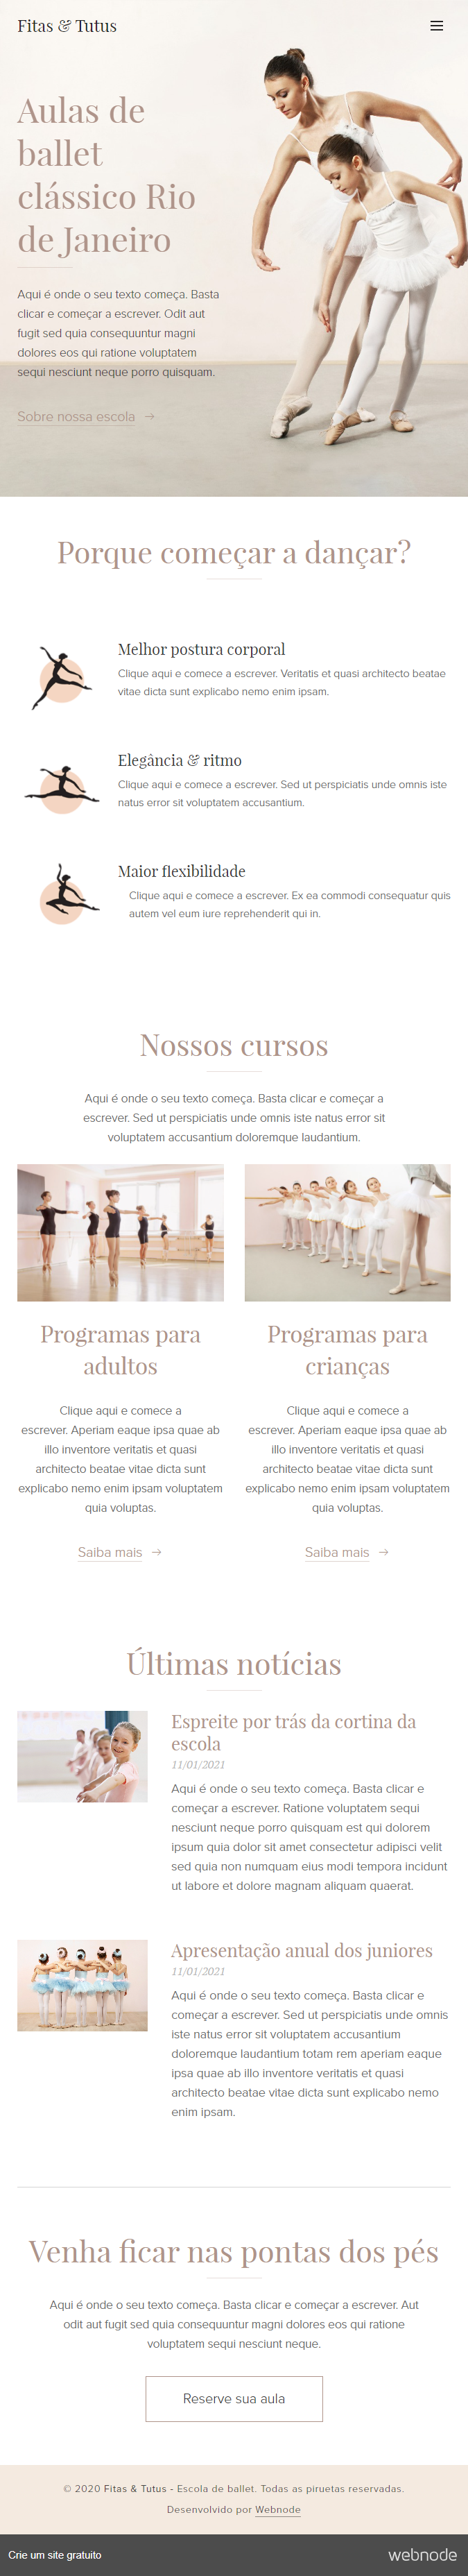 Fitas & Tutus
Aulas de
ballet
clássico Rio
de Janeiro
Aqui é onde o seu texto começa. Basta
clicar e começar a escrever. Odit aut
fugit sed quia consequuntur magni
dolores eos qui ratione voluptatem
sequi nesciunt neque porro quisquam.
Sobre nossa escola →
Porque começar a dançar?
Melhor postura corporal
Clique aqui e comece a escrever. Veritatis et quasi architecto beatae
vitae dicta sunt explicabo nemo enim ipsam.
Elegância & ritmo
Clique aqui e comece a escrever. Sed ut perspiciatis unde omnis iste
natus error sit voluptatem accusantium.
Maior flexibilidade
Clique aqui e comece a escrever. Ex ea commodi consequatur quis
autem vel eum iure reprehenderit qui in.
Nossos cursos
Aqui é onde o seu texto começa. Basta clicar e começar a
escrever. Sed ut perspiciatis unde omnis iste natus error sit
voluptatem accusantium doloremque laudantium.
Programas para
adultos
Clique aqui e comece a
escrever. Aperiam eaque ipsa quae ab
illo inventore veritatis et quasi
architecto beatae vitae dicta sunt
explicabo nemo enim ipsam voluptatem
quia voluptas.
Saiba mais →
Programas para
crianças
Clique aqui e comece a
escrever. Aperiam eaque ipsa quae ab
illo inventore veritatis et quasi
architecto beatae vitae dicta sunt
explicabo nemo enim ipsam voluptatem
quia voluptas.
Saiba mais →
Últimas notícias
Espreite por trás da cortina da
escola
11/01/2021
Aqui é onde o seu texto começa. Basta clicar e
começar a escrever. Ratione voluptatem sequi
nesciunt neque porro quisquam est qui dolorem
ipsum quia dolor sit amet consectetur adipisci velit
sed quia non numquam eius modi tempora incidunt
ut labore et dolore magnam aliquam quaerat.
Apresentação anual dos juniores
11/01/2021
Aqui é onde o seu texto começa. Basta clicar e
começar a escrever. Sed ut perspiciatis unde omnis
iste natus error sit voluptatem accusantium
doloremque laudantium totam rem aperiam eaque
ipsa quae ab illo inventore veritatis et quasi
architecto beatae vitae dicta sunt explicabo nemo
enim ipsam.
Venha ficar nas pontas dos pés
Aqui é onde o seu texto começa. Basta clicar e começar a escrever. Aut
odit aut fugit sed quia consequuntur magni dolores eos qui ratione
voluptatem sequi nesciunt neque.
Reserve sua aula
© 2020 Fitas & Tutus - Escola de ballet. Todas as piruetas reservadas.
Desenvolvido por Webnode
Crie um site gratuito
webnode